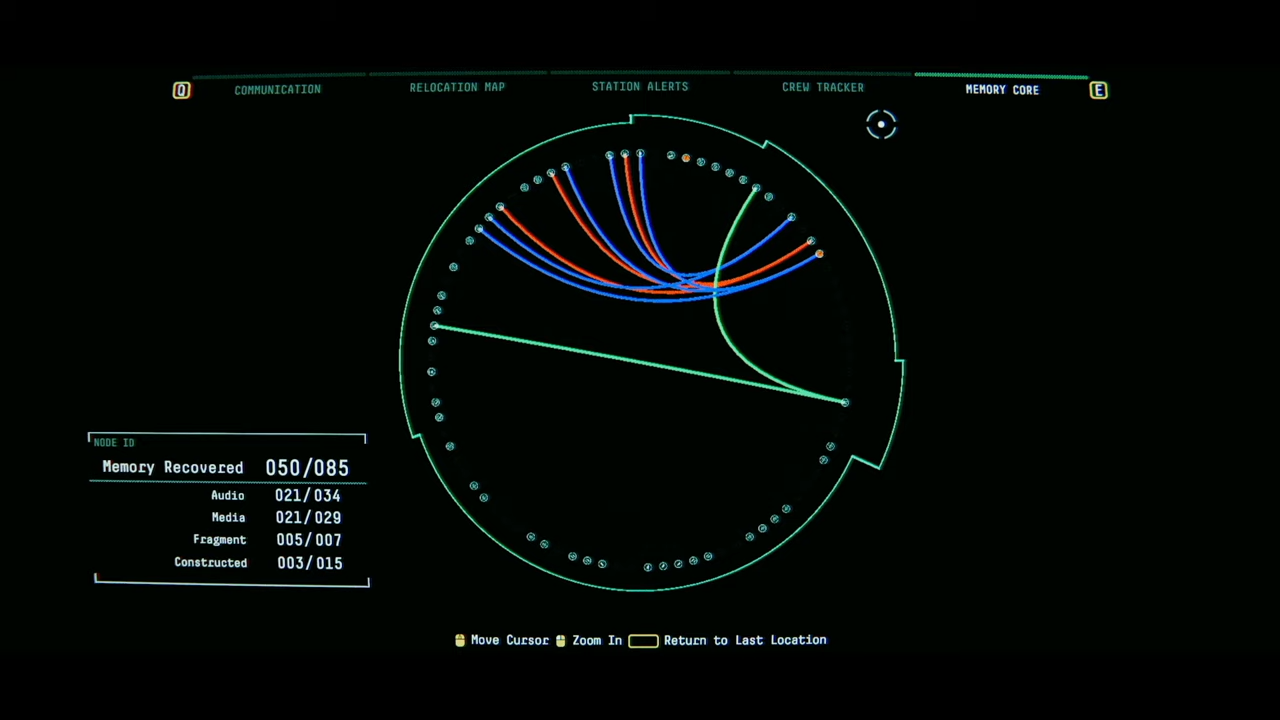 Q COMMUNICATION RELOCATION MAP STATION ALERTS CREW TRACKER MEMORY CORE E
NODE ID
Memory Recovered 050/085
Audio 021/034
Media 021/029
Fragment 005/007
Constructed 003/015
Move Cursor Zoom In Return to Last Location